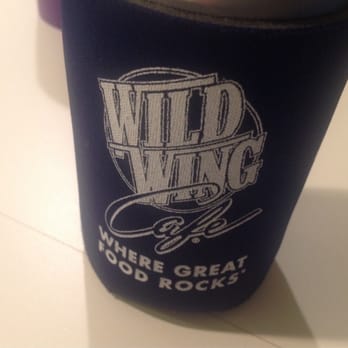 WILD
WING
Cafe
WHERE GREAT
FOOD ROCKS